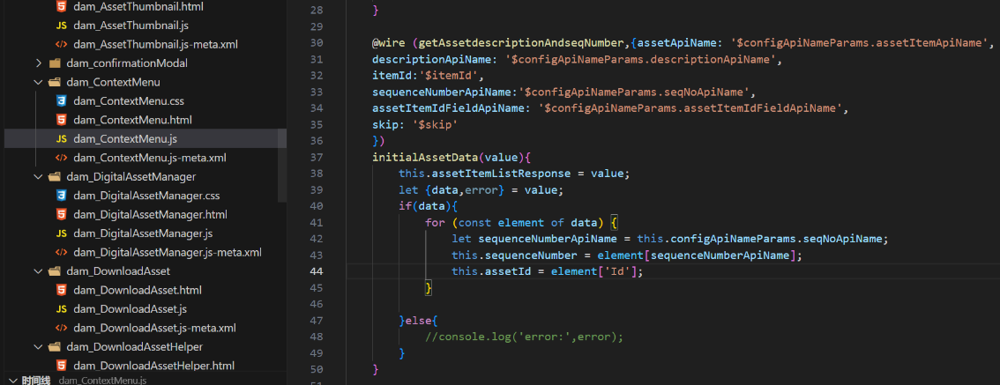 dam_AssetThumbnail.html
dam_AssetThumbnail.js
dam_AssetThumbnail.js-meta.xml
dam_confirmationModal
dam_ContextMenu
dam_ContextMenu.css
dam_ContextMenu.html
dam_ContextMenu.js
dam_ContextMenu.js-meta.xml
dam_DigitalAssetManager
dam_DigitalAssetManager.css
dam_DigitalAssetManager.html
dam_DigitalAssetManager.js
dam_DigitalAssetManager.js-meta.xml
dam_DownloadAsset
dam_DownloadAsset.html
dam_DownloadAsset.js
dam_DownloadAsset.js-meta.xml
dam_DownloadAssetHelper
dam_DownloadAssetHelper.html
时间线 dam_ContextMenu.js
28 }
29
30 @wire (getAssetdescriptionAndseqNumber,{assetApiName: '$configApiNameParams.assetItemApiName',
31 descriptionApiName: '$configApiNameParams.descriptionApiName',
32 itemId:'$itemId',
33 sequenceNumberApiName:'$configApiNameParams.seqNoApiName',
34 assetItemIdFieldApiName: '$configApiNameParams.assetItemIdFieldApiName',
35 skip: '$skip'
36 })
37 initialAssetData(value){
38 this.assetItemListResponse = value;
39 let {data,error} = value;
40 if(data){
41 for (const element of data) {
42 let sequenceNumberApiName = this.configApiNameParams.seqNoApiName;
43 this.sequenceNumber = element[sequenceNumberApiName];
44 this.assetId = element['Id'];
45 }
46
47 }else{
48 //console.log('error:',error);
49 }
50 }